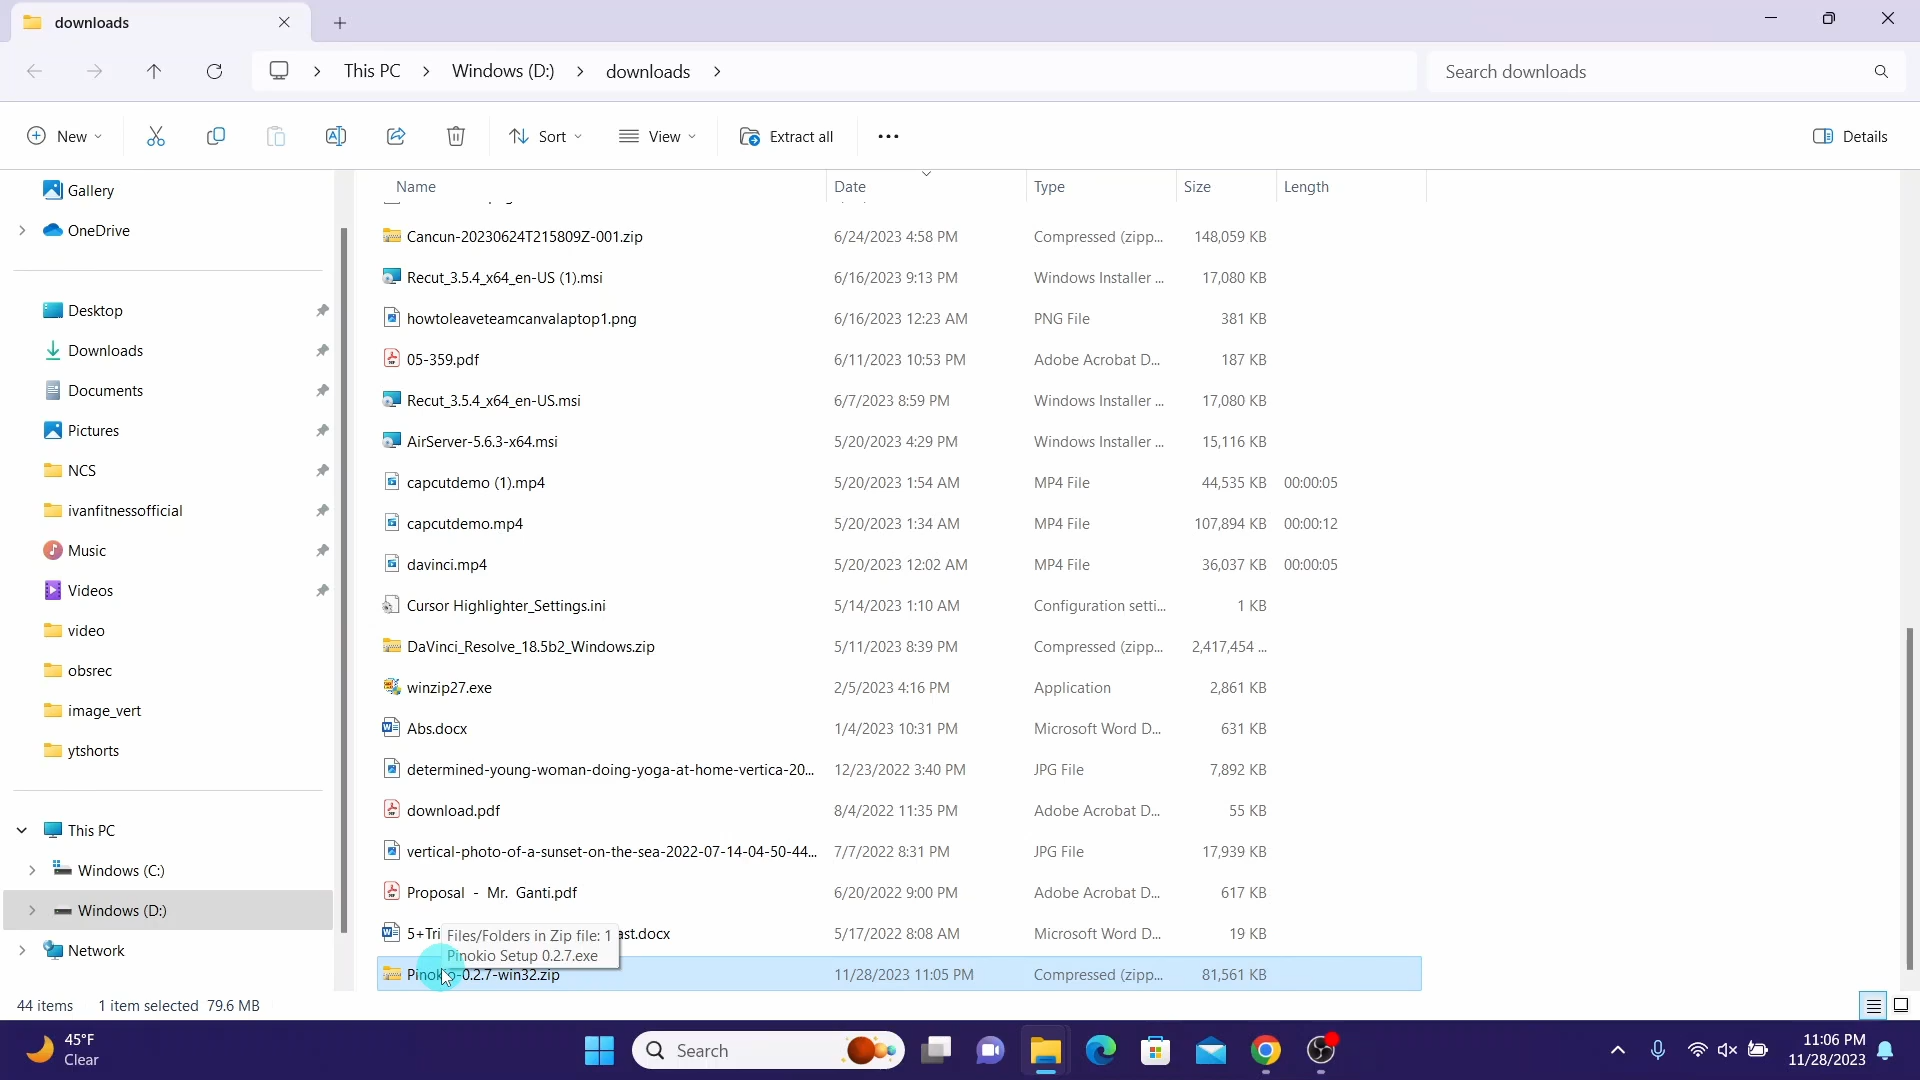 downloads
This PC
Windows (D:)
downloads
Search downloads
New
Sort
View
Extract all
Details
Name Date Type Size Length
Gallery
OneDrive
Desktop
Downloads
Documents
Pictures
NCS
ivanfitnessofficial
Music
Videos
video
obsrec
image_vert
ytshorts
This PC
Windows (C:)
Windows (D:)
Network
Cancun-20230624T215809Z-001.zip 6/24/2023 4:58 PM Compressed (zipp... 148,059 KB
Recut_3.5.4_x64_en-US (1).msi 6/16/2023 9:13 PM Windows Installer ... 17,080 KB
howtoleaveteamcanvalaptop1.png 6/16/2023 12:23 AM PNG File 381 KB
05-359.pdf 6/11/2023 10:53 PM Adobe Acrobat D... 187 KB
Recut_3.5.4_x64_en-US.msi 6/7/2023 8:59 PM Windows Installer ... 17,080 KB
AirServer-5.6.3-x64.msi 5/20/2023 4:29 PM Windows Installer ... 15,116 KB
capcutdemo (1).mp4 5/20/2023 1:54 AM MP4 File 44,535 KB 00:00:05
capcutdemo.mp4 5/20/2023 1:34 AM MP4 File 107,894 KB 00:00:12
davinci.mp4 5/20/2023 12:02 AM MP4 File 36,037 KB 00:00:05
Cursor Highlighter_Settings.ini 5/14/2023 1:10 AM Configuration setti... 1 KB
DaVinci_Resolve_18.5b2_Windows.zip 5/11/2023 8:39 PM Compressed (zipp... 2,417,454 ...
winzip27.exe 2/5/2023 4:16 PM Application 2,861 KB
Abs.docx 1/4/2023 10:31 PM Microsoft Word D... 631 KB
determined-young-woman-doing-yoga-at-home-vertica-20... 12/23/2022 3:40 PM JPG File 7,892 KB
download.pdf 8/4/2022 11:35 PM Adobe Acrobat D... 55 KB
vertical-photo-of-a-sunset-on-the-sea-2022-07-14-04-50-44... 7/7/2022 8:31 PM JPG File 17,939 KB
Proposal - Mr. Ganti.pdf 6/20/2022 9:00 PM Adobe Acrobat D... 617 KB
5+Tri ast.docx 5/17/2022 8:08 AM Microsoft Word D... 19 KB
Files/Folders in Zip file: 1
Pinokio Setup 0.2.7.exe
Pinokio-0.2.7-win32.zip 11/28/2023 11:05 PM Compressed (zipp... 81,561 KB
44 items 1 item selected 79.6 MB
45°F
Clear
Search
11:06 PM
11/28/2023